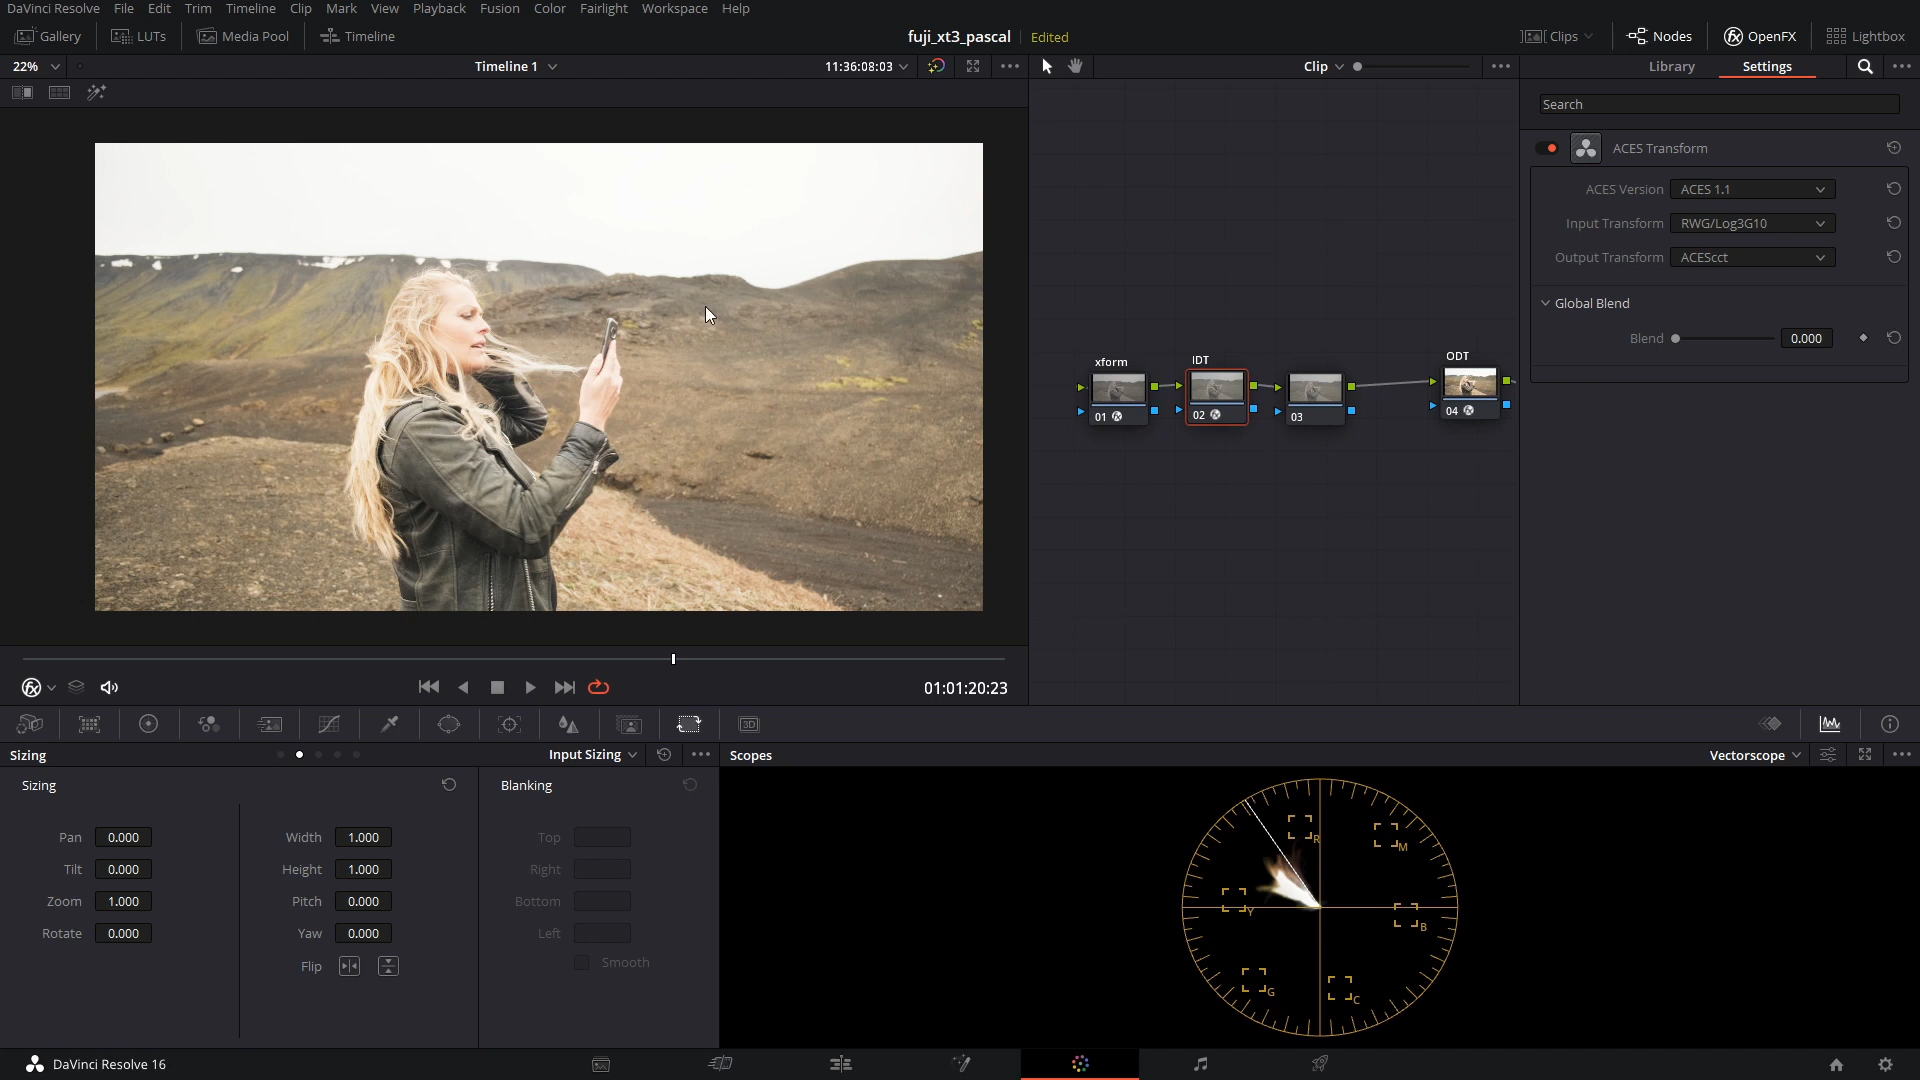 DaVinci Resolve File Edit Trim Timeline Clip Mark View Playback Fusion Color Fairlight Workspace Help
Gallery LUTs Media Pool Timeline fuji_xt3_pascal Edited Clips Nodes OpenFX Lightbox
22% Timeline 1 11:36:08:03 Clip Library Settings
Search
ACES Transform
ACES Version ACES 1.1
Input Transform RWG/Log3G10
Output Transform ACEScct
Global Blend
Blend 0.000
xform IDT ODT
01 02 03 04
01:01:20:23
3D
Sizing Input Sizing Scopes Vectorscope
Sizing Blanking
Pan 0.000 Width 1.000 Top
Tilt 0.000 Height 1.000 Right
Zoom 1.000 Pitch 0.000 Bottom
Rotate 0.000 Yaw 0.000 Left
Flip Smooth
R
M
Y
B
G
C
DaVinci Resolve 16